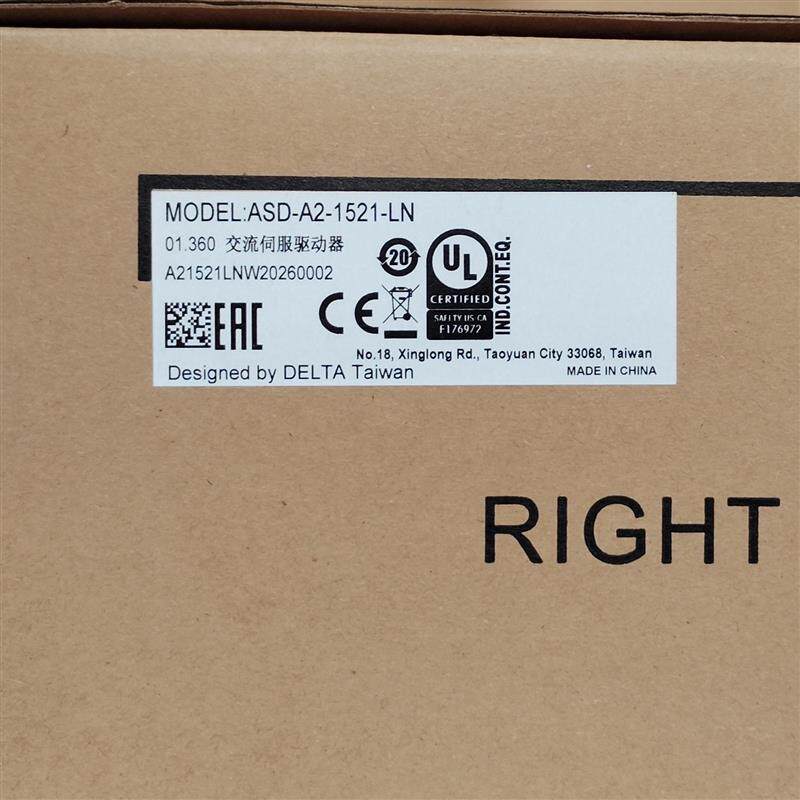 MODEL:ASD-A2-1521-LN
01.360 交流伺服驱动器
A21521LNW20260002
20
UL
CERTIFIED
SAFETY US CA
E176972
IND.CONT.EQ.
EAC
CE
No.18, Xinglong Rd., Taoyuan City 33068, Taiwan
Designed by DELTA Taiwan
MADE IN CHINA
RIGHT